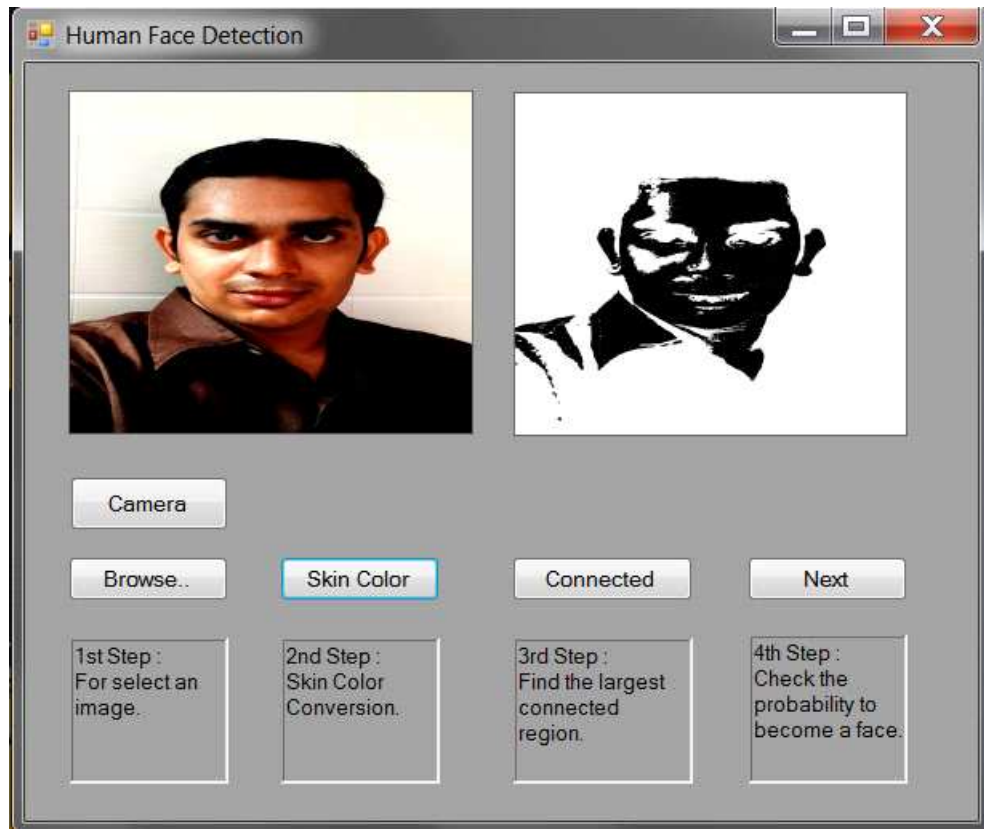 Human Face Detection
Camera
Browse..
Skin Color
Connected
Next
1st Step :
For select an
image.
2nd Step :
Skin Color
Conversion.
3rd Step :
Find the largest
connected
region.
4th Step :
Check the
probability to
become a face.